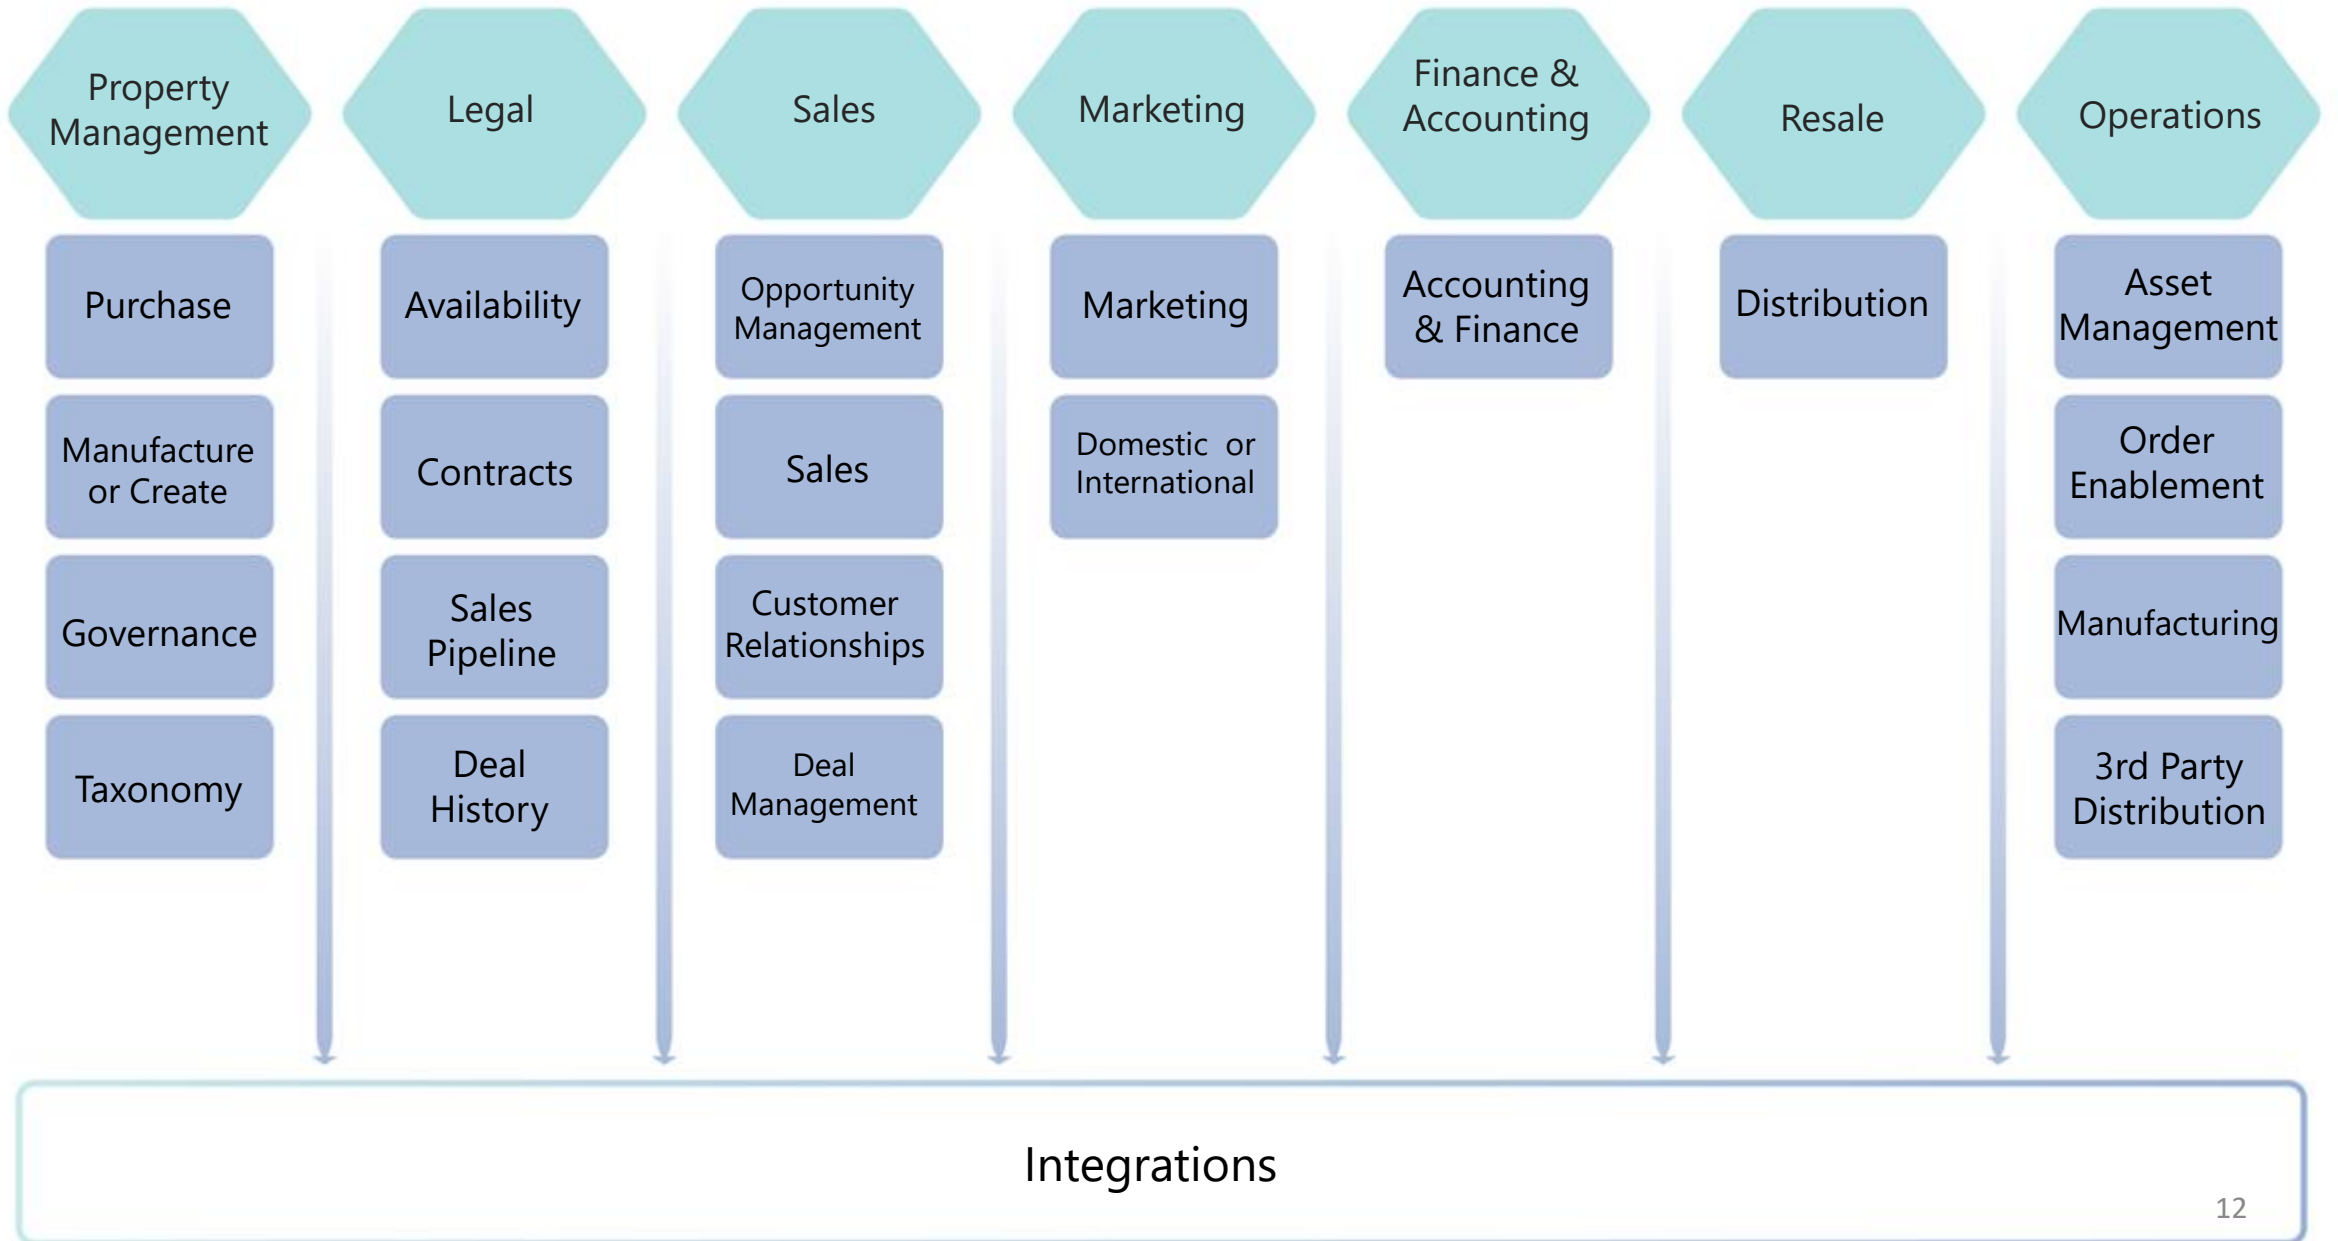 Property
Management
Legal
Sales
Marketing
Finance &
Accounting
Resale
Operations
Purchase
Manufacture
or Create
Governance
Taxonomy
Availability
Contracts
Sales
Pipeline
Deal
History
Opportunity
Management
Sales
Customer
Relationships
Deal
Management
Marketing
Domestic or
International
Accounting
& Finance
Distribution
Asset
Management
Order
Enablement
Manufacturing
3rd Party
Distribution
Integrations
12